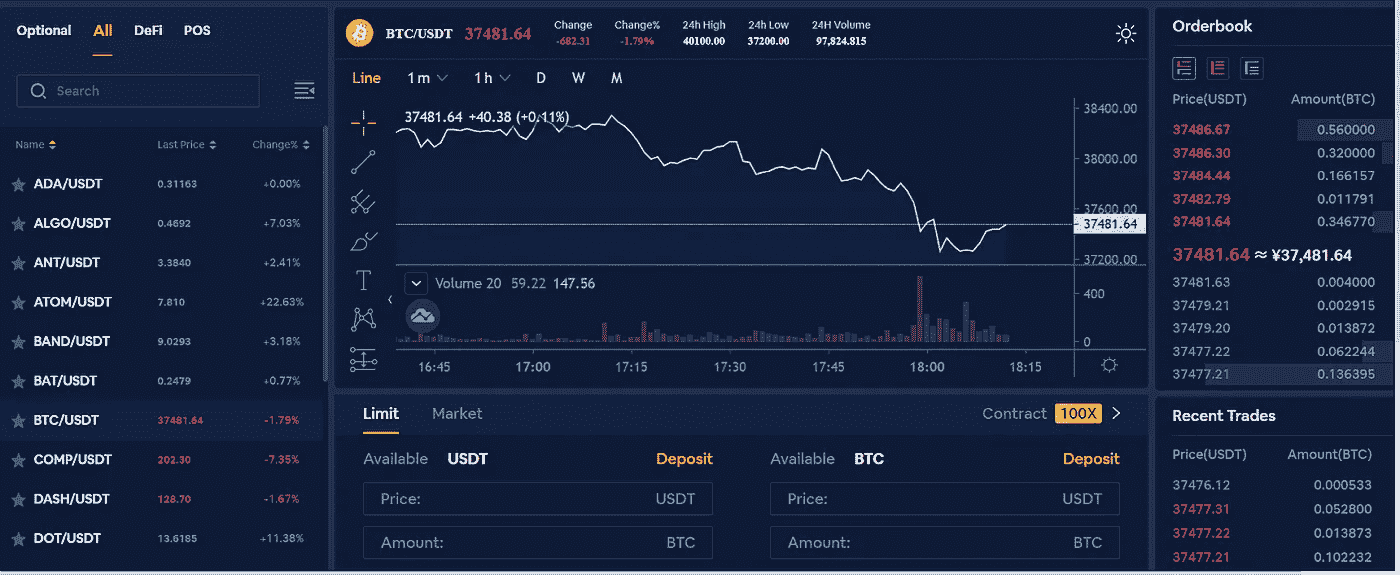 Optional All DeFi POS
Search
Name Last Price Change%
ADA/USDT 0.31163 +0.00%
ALGO/USDT 0.4692 +7.03%
ANT/USDT 3.3840 +2.41%
ATOM/USDT 7.810 +22.63%
BAND/USDT 9.0293 +3.18%
BAT/USDT 0.2479 +0.77%
BTC/USDT 37481.64 -1.79%
COMP/USDT 202.30 -7.35%
DASH/USDT 128.70 -1.67%
DOT/USDT 13.6185 +11.38%
BTC/USDT 37481.64
Change Change% 24h High 24h Low 24H Volume
-682.31 -1.79% 40100.00 37200.00 97,824.815
Line 1m 1h D W M
37481.64 +40.38 (+0.11%)
38400.00
38000.00
37600.00
37481.64
37200.00
T
Volume 20 59.22 147.56
400
0
16:45 17:00 17:15 17:30 17:45 18:00 18:15
Limit Market Contract 100X
Available USDT Deposit Available BTC Deposit
Price: USDT Price: USDT
Amount: BTC Amount: BTC
Orderbook
Price(USDT) Amount(BTC)
37486.67 0.560000
37486.30 0.320000
37484.44 0.166157
37482.79 0.011791
37481.64 0.346770
37481.64 ≈ ¥37,481.64
37481.63 0.004000
37479.21 0.002915
37479.20 0.013872
37477.22 0.062244
37477.21 0.136395
Recent Trades
Price(USDT) Amount(BTC)
37476.12 0.000533
37477.31 0.052800
37477.22 0.013873
37477.21 0.102232